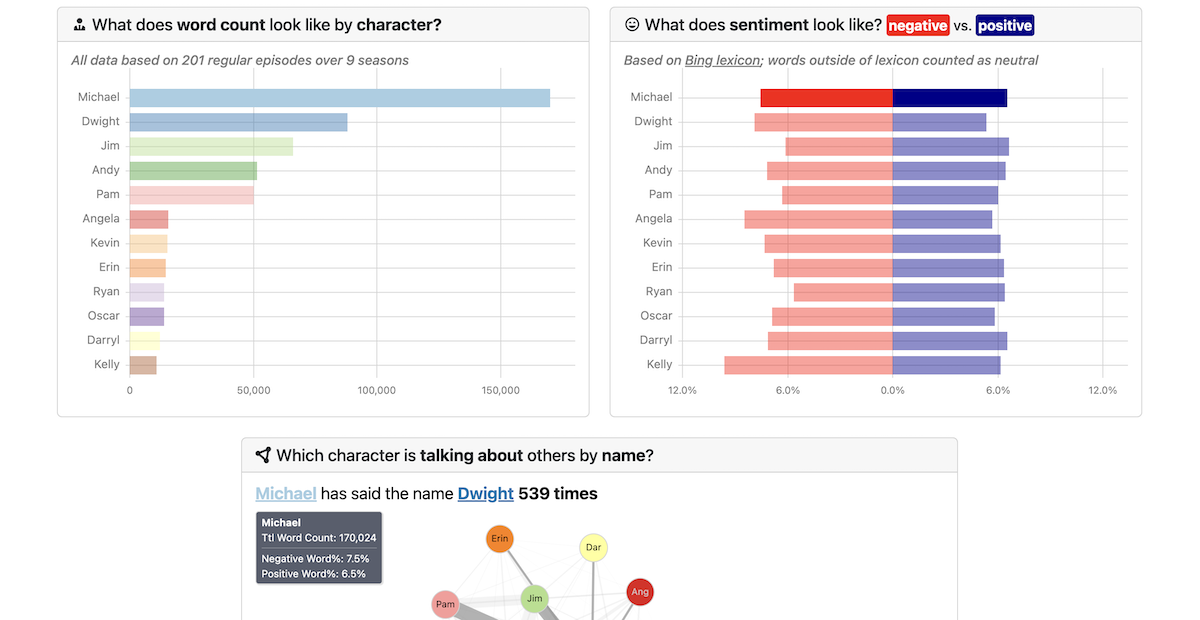 What does word count look like by character?
All data based on 201 regular episodes over 9 seasons
Michael
Dwight
Jim
Andy
Pam
Angela
Kevin
Erin
Ryan
Oscar
Darryl
Kelly
0 50,000 100,000 150,000
What does sentiment look like? negative vs. positive
Based on Bing lexicon; words outside of lexicon counted as neutral
Michael
Dwight
Jim
Andy
Pam
Angela
Kevin
Erin
Ryan
Oscar
Darryl
Kelly
12.0% 6.0% 0.0% 6.0% 12.0%
Which character is talking about others by name?
Michael has said the name Dwight 539 times
Michael
Ttl Word Count: 170,024
Negative Word%: 7.5%
Positive Word%: 6.5%
Erin
Dar
Ang
Jim
Pam